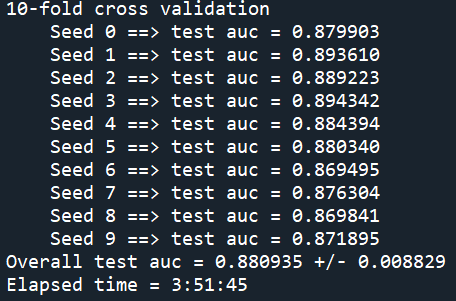 10-fold cross validation
    Seed 0 ==> test auc = 0.879903
    Seed 1 ==> test auc = 0.893610
    Seed 2 ==> test auc = 0.889223
    Seed 3 ==> test auc = 0.894342
    Seed 4 ==> test auc = 0.884394
    Seed 5 ==> test auc = 0.880340
    Seed 6 ==> test auc = 0.869495
    Seed 7 ==> test auc = 0.876304
    Seed 8 ==> test auc = 0.869841
    Seed 9 ==> test auc = 0.871895
Overall test auc = 0.880935 +/- 0.008829
Elapsed time = 3:51:45